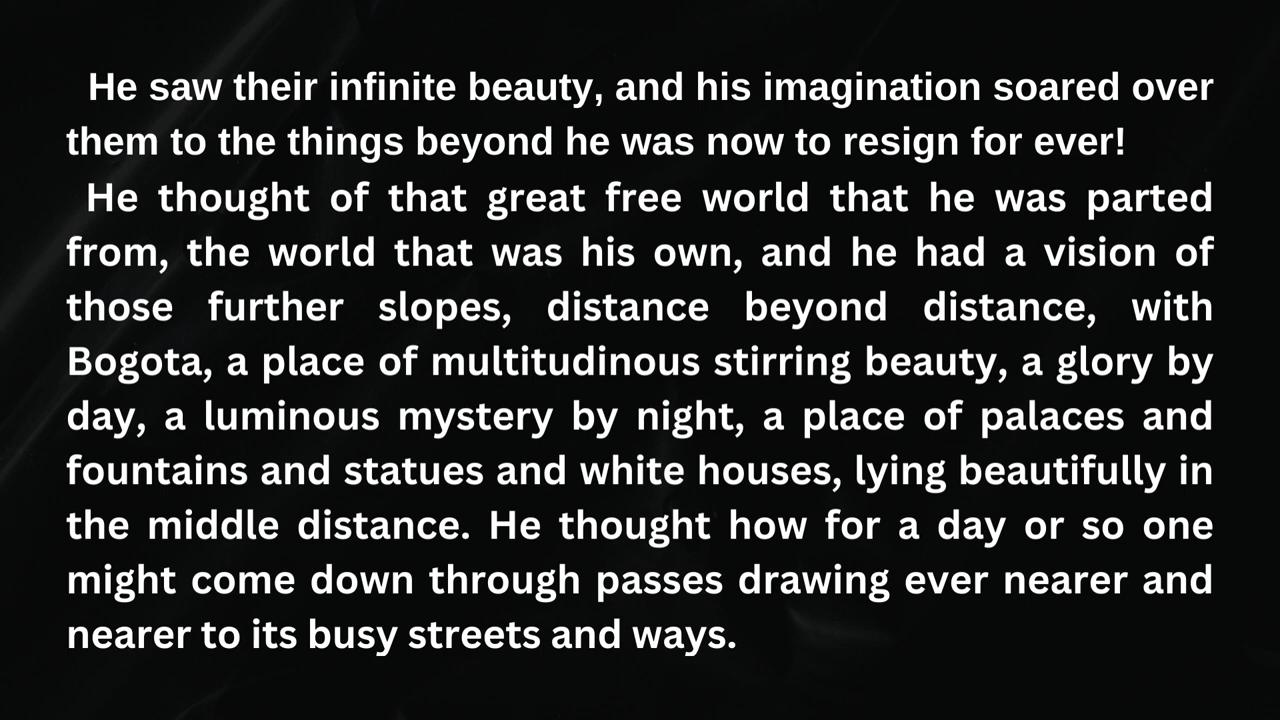 He saw their infinite beauty, and his imagination soared over
them to the things beyond he was now to resign for ever!
He thought of that great free world that he was parted
from, the world that was his own, and he had a vision of
those further slopes, distance beyond distance, with
Bogota, a place of multitudinous stirring beauty, a glory by
day, a luminous mystery by night, a place of palaces and
fountains and statues and white houses, lying beautifully in
the middle distance. He thought how for a day or so one
might come down through passes drawing ever nearer and
nearer to its busy streets and ways.